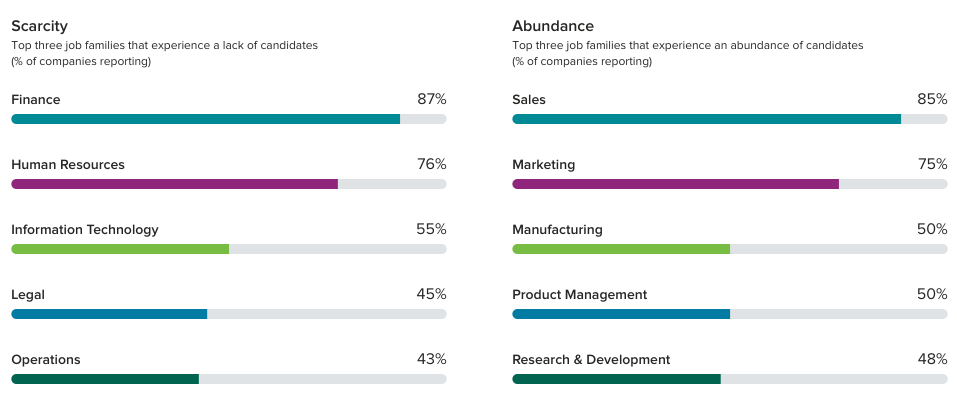 Scarcity
Top three job families that experience a lack of candidates
(% of companies reporting)
Finance 87%
Human Resources 76%
Information Technology 55%
Legal 45%
Operations 43%
Abundance
Top three job families that experience an abundance of candidates
(% of companies reporting)
Sales 85%
Marketing 75%
Manufacturing 50%
Product Management 50%
Research & Development 48%